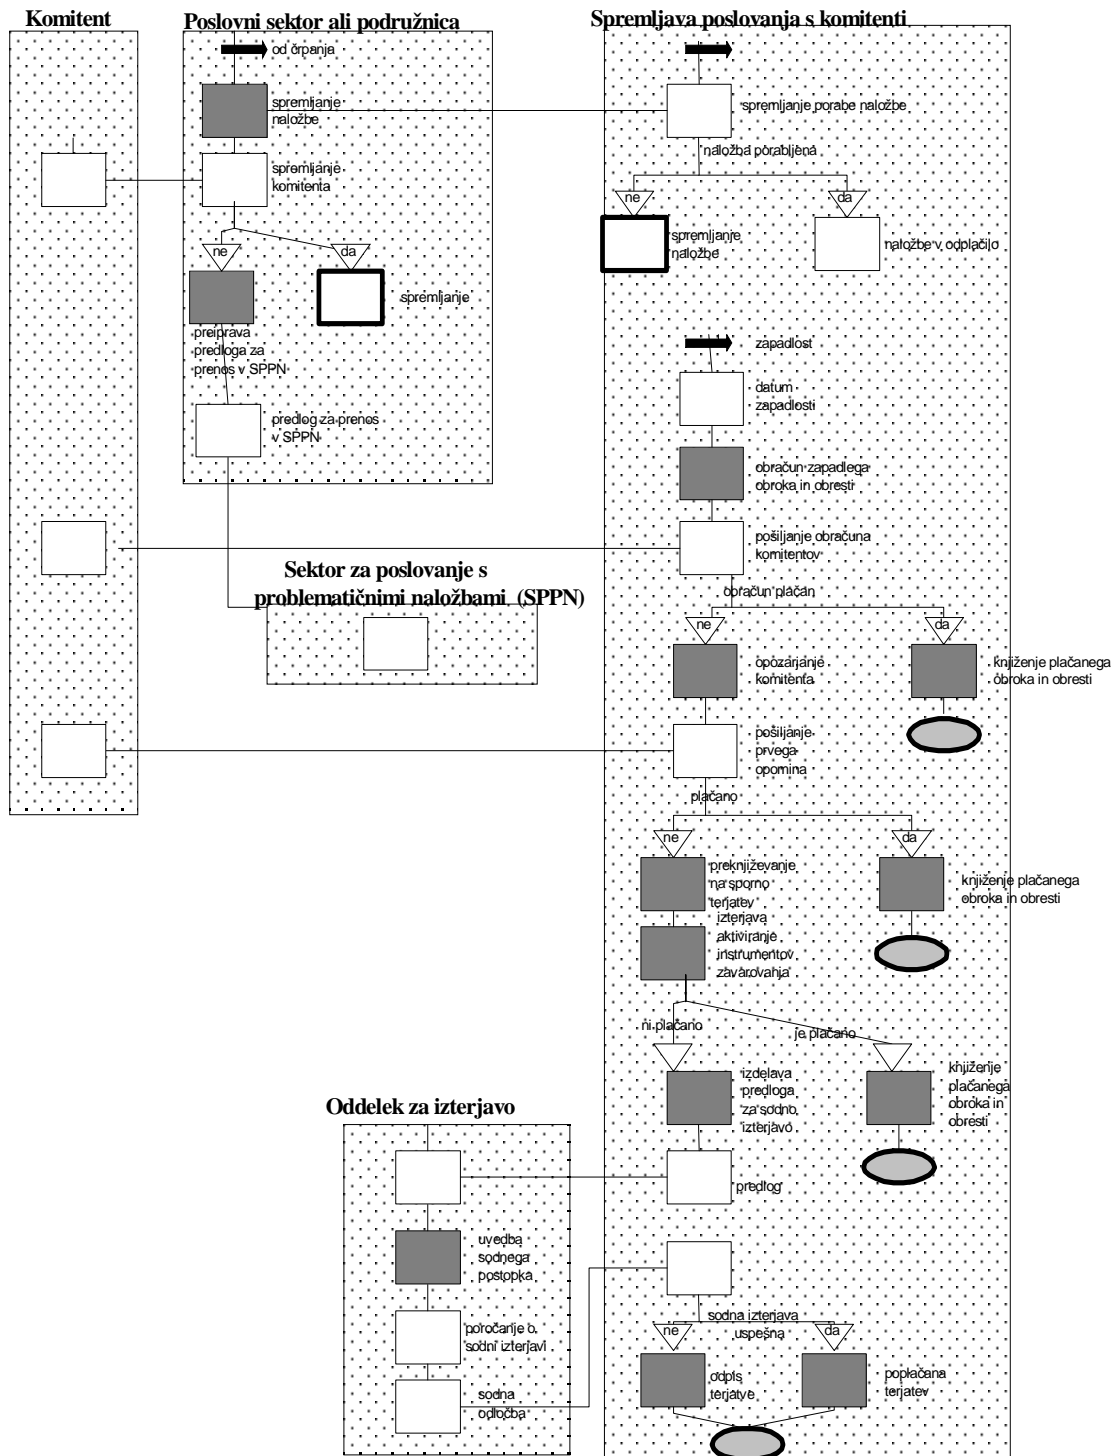 Komitent
Poslovni sektor ali podružnica
Spremljava poslovanja s komitenti
od črpanja
spremljanje
naložbe
spremljanje
komitenta
ne
da
spremljanje
preiprava
predloga za
prenos v SPPN
predlog za prenos
v SPPN
spremljanje porabe naložbe
naložba porabljena
ne
da
spremljanje
naložbe
naložbe v odplačilo
zapadlost
datum
zapadlosti
obračun zapadlega
obroka in obresti
pošiljanje obračuna
komitentov
obračun plačan
Sektor za poslovanje s
problematičnimi naložbami (SPPN)
ne
da
opozarjanje
komitenta
knjiženje plačanega
obroka in obresti
pošiljanje
prvega
opomina
plačano
ne
da
preknjiževanje
na sporno
terjatev
knjiženje plačanega
obroka in obresti
izterjava
aktiviranje
instrumentov
zavarovanja
ni plačano
je plačano
izdelava
predloga
za sodno
izterjavo
knjiženje
plačanega
obroka in
obresti
predlog
Oddelek za izterjavo
uvedba
sodnega
postopka
poročanje o
sodni izterjavi
sodna
odločba
sodna izterjava
uspešna
ne
da
odpis
terjatve
poplačana
terjatev